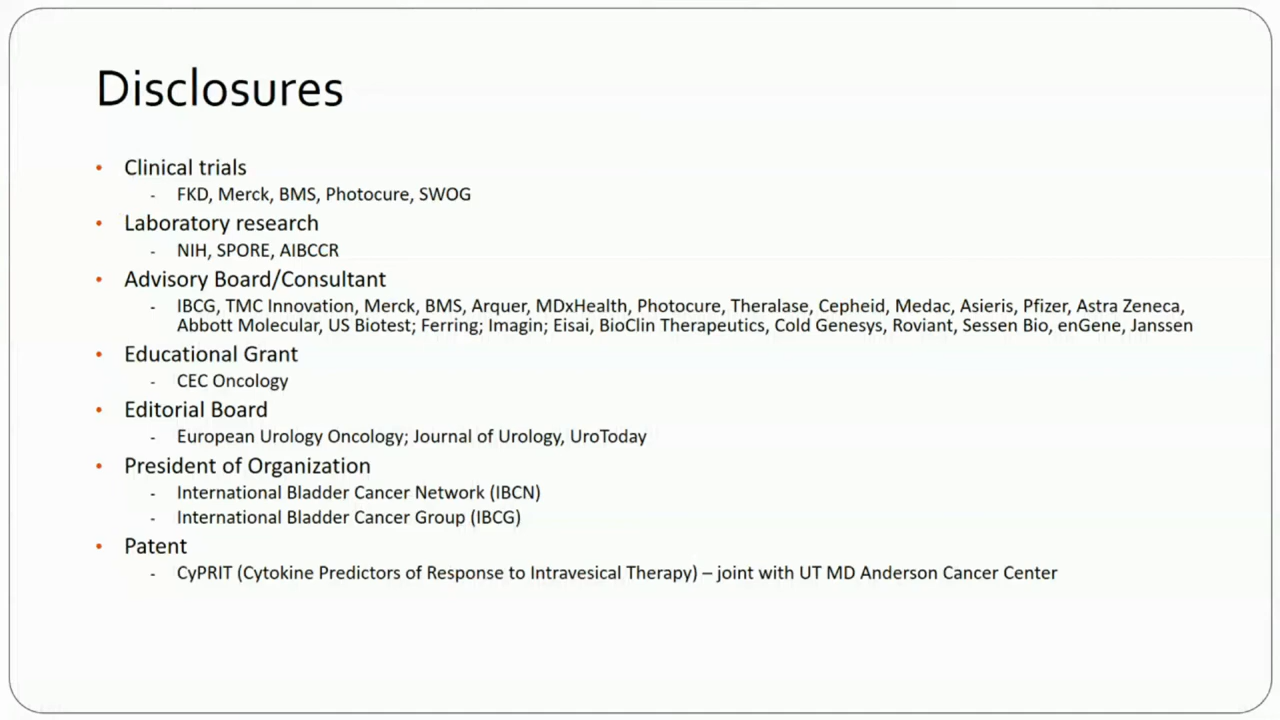 Disclosures
• Clinical trials
- FKD, Merck, BMS, Photocure, SWOG
• Laboratory research
- NIH, SPORE, AIBCCR
• Advisory Board/Consultant
- IBCG, TMC Innovation, Merck, BMS, Arquer, MDxHealth, Photocure, Theralase, Cepheid, Medac, Asieris, Pfizer, Astra Zeneca,
Abbott Molecular, US Biotest; Ferring; Imagin; Eisai, BioClin Therapeutics, Cold Genesys, Roviant, Sessen Bio, enGene, Janssen
• Educational Grant
- CEC Oncology
• Editorial Board
- European Urology Oncology; Journal of Urology, UroToday
• President of Organization
- International Bladder Cancer Network (IBCN)
- International Bladder Cancer Group (IBCG)
• Patent
- CyPRIT (Cytokine Predictors of Response to Intravesical Therapy) – joint with UT MD Anderson Cancer Center